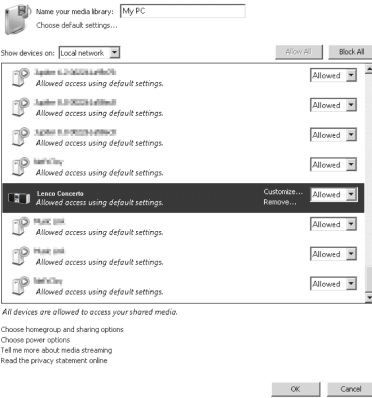 Name your media library: My PC
Choose default settings...
Show devices on: Local network Allow All Block All
Allowed
Allowed access using default settings.
Allowed
Allowed access using default settings.
Allowed
Allowed access using default settings.
Allowed
Allowed access using default settings.
Lenco Concerto Customize... Allowed
Allowed access using default settings. Remove...
Allowed
Allowed access using default settings.
Allowed
Allowed access using default settings.
Allowed
Allowed access using default settings.
All devices are allowed to access your shared media.
Choose homegroup and sharing options
Choose power options
Tell me more about media streaming
Read the privacy statement online
OK Cancel